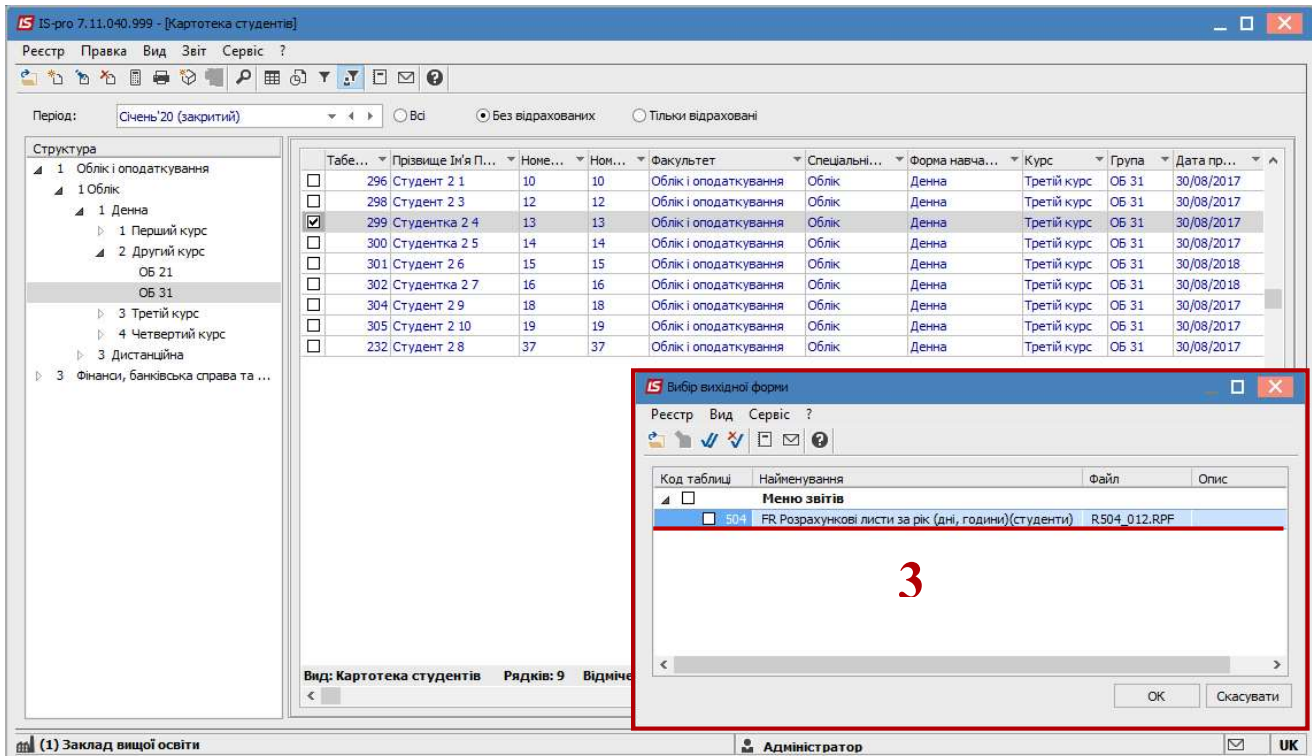 IS-pro 7.11.040.999 - [Картотека студентів]
Реєстр Правка Вид Звіт Сервіс ?
Період: Січень'20 (закритий) Всі Без відрахованих Тільки відраховані
Структура
1 Облік і оподаткування
1 Облік
1 Денна
1 Перший курс
2 Другий курс
ОБ 21
ОБ 31
3 Третій курс
4 Четвертий курс
3 Дистанційна
3 Фінанси, банківська справа та ...
Табе... Прізвище Ім'я П... Номе... Ном... Факультет Спеціальні... Форма навча... Курс Група Дата пр...
296 Студент 2 1 10 10 Облік і оподаткування Облік Денна Третій курс ОБ 31 30/08/2017
298 Студент 2 3 12 12 Облік і оподаткування Облік Денна Третій курс ОБ 31 30/08/2017
299 Студентка 2 4 13 13 Облік і оподаткування Облік Денна Третій курс ОБ 31 30/08/2017
300 Студентка 2 5 14 14 Облік і оподаткування Облік Денна Третій курс ОБ 31 30/08/2017
301 Студент 2 6 15 15 Облік і оподаткування Облік Денна Третій курс ОБ 31 30/08/2018
302 Студентка 2 7 16 16 Облік і оподаткування Облік Денна Третій курс ОБ 31 30/08/2018
304 Студент 2 9 18 18 Облік і оподаткування Облік Денна Третій курс ОБ 31 30/08/2017
305 Студент 2 10 19 19 Облік і оподаткування Облік Денна Третій курс ОБ 31 30/08/2017
232 Студент 2 8 37 37 Облік і оподаткування Облік Денна Третій курс ОБ 31 30/08/2017
Вид: Картотека студентів Рядків: 9 Відміче
Вибір вихідної форми
Реєстр Вид Сервіс ?
Код таблиці Найменування Файл Опис
Меню звітів
504 FR Розрахункові листи за рік (дні, години)(студенти) R504_012.RPF
3
OK Скасувати
(1) Заклад вищої освіти Адміністратор UK